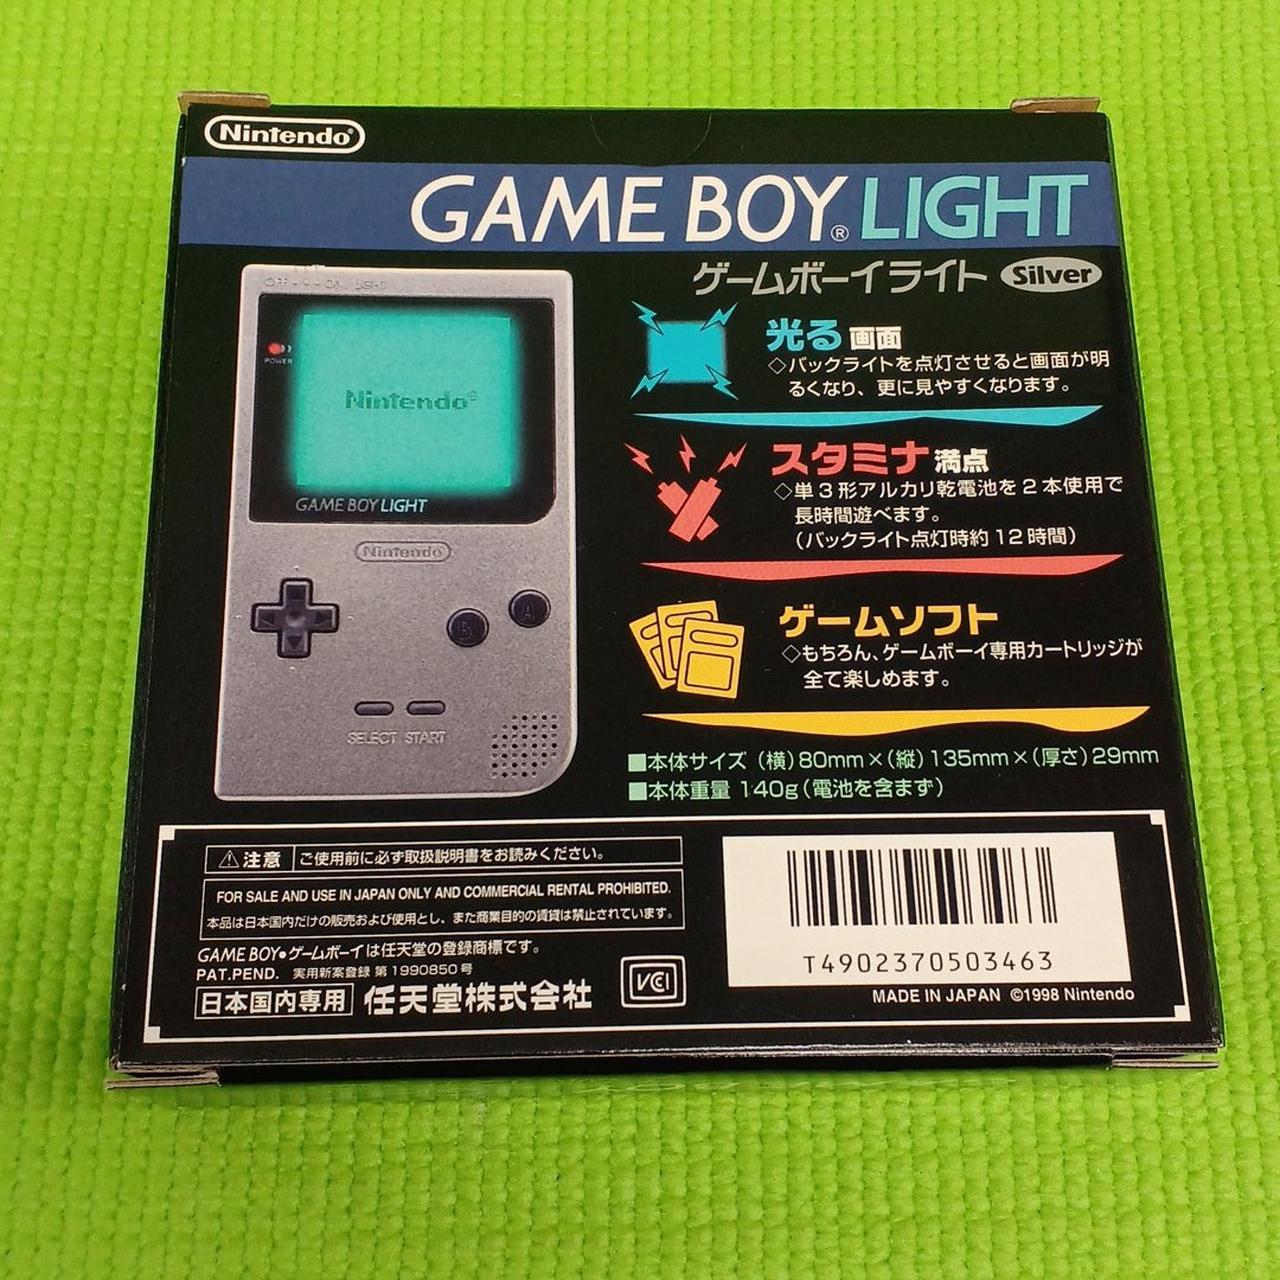 Nintendo®
GAME BOY® LIGHT
ゲームボーイライト Silver
OFF・・・ON LIGHT
POWER
Nintendo®
GAME BOY LIGHT
Nintendo®
B A
SELECT START
光る画面
◇バックライトを点灯させると画面が明
るくなり、更に見やすくなります。
スタミナ満点
◇単3形アルカリ乾電池を2本使用で
長時間遊べます。
(バックライト点灯時約12時間)
ゲームソフト
◇もちろん、ゲームボーイ専用カートリッジが
全て楽しめます。
■本体サイズ (横)80mm×(縦)135mm×(厚さ)29mm
■本体重量 140g(電池を含まず)
⚠注意 ご使用前に必ず取扱説明書をお読みください。
FOR SALE AND USE IN JAPAN ONLY AND COMMERCIAL RENTAL PROHIBITED.
本品は日本国内だけの販売および使用とし、また商業目的の賃貸は禁止されています。
GAME BOY・ゲームボーイは任天堂の登録商標です。
PAT.PEND. 実用新案登録 第1990850号
日本国内専用 任天堂株式会社
VCI
T4902370503463
MADE IN JAPAN ©1998 Nintendo